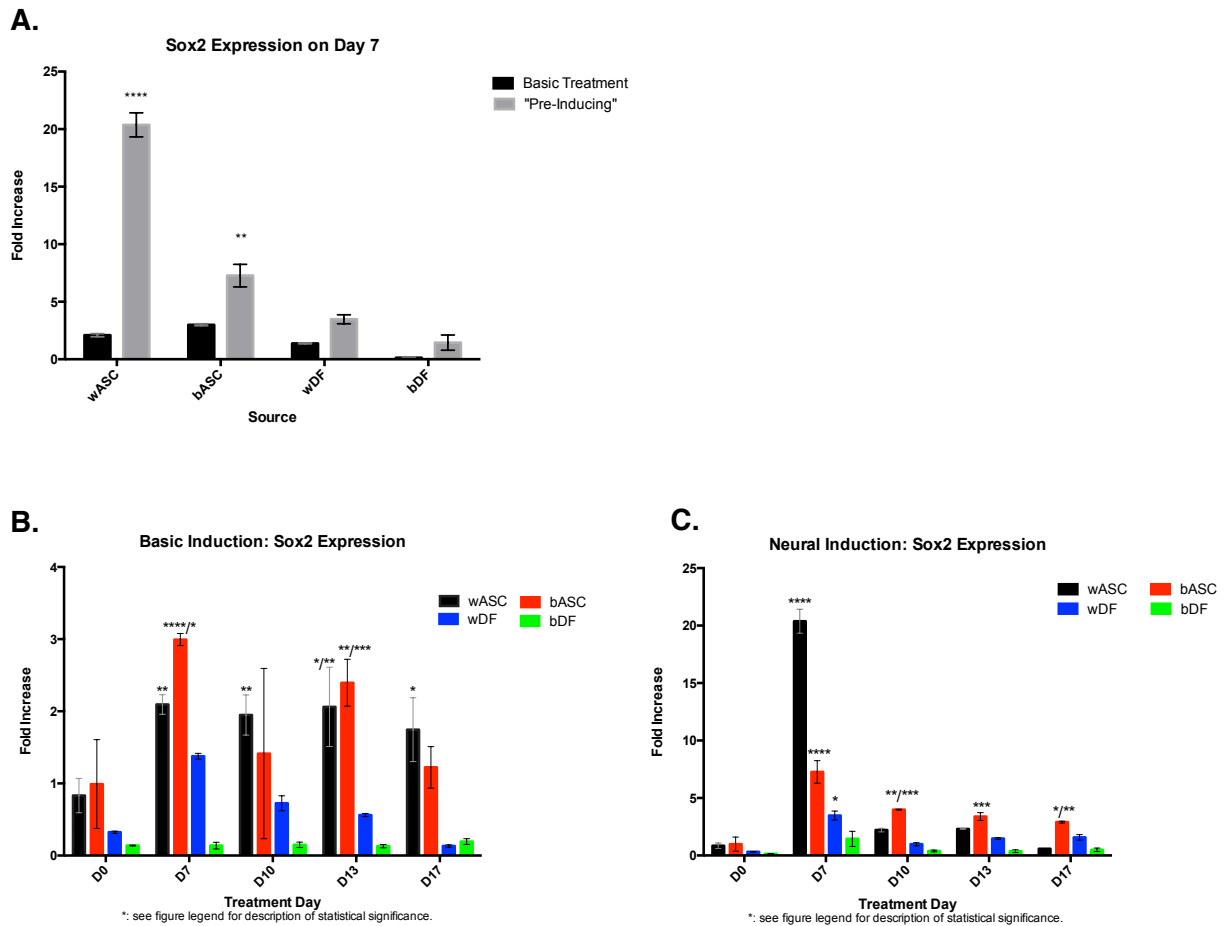 A.
Sox2 Expression on Day 7
25
20
15
10
5
0
Fold Increase
****
**
Basic Treatment
"Pre-Inducing"
wASC
bASC
wDF
bDF
Source
B.
Basic Induction: Sox2 Expression
4
3
2
1
0
Fold Increase
wASC
bASC
wDF
bDF
**
****/*
**
*/**
**/***
*
D0
D7
D10
D13
D17
Treatment Day
*: see figure legend for description of statistical significance.
C.
Neural Induction: Sox2 Expression
25
20
15
10
5
0
Fold Increase
wASC
bASC
wDF
bDF
****
****
*
**/***
***
*/**
D0
D7
D10
D13
D17
Treatment Day
*: see figure legend for description of statistical significance.